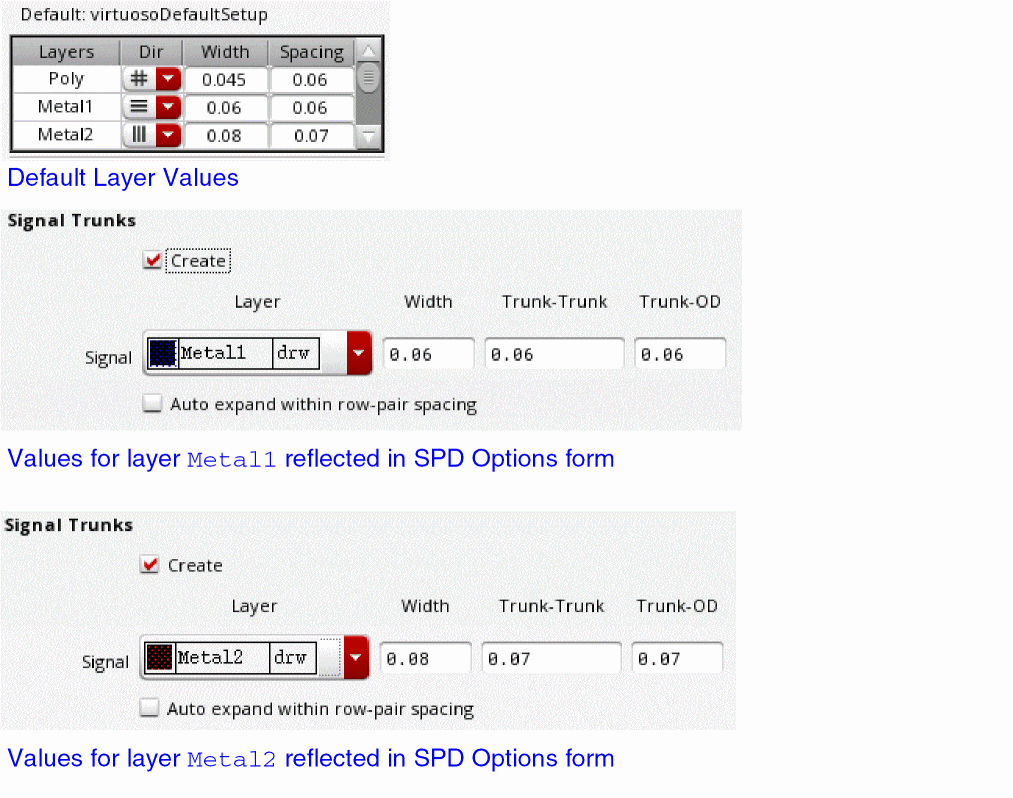 Default: virtuosoDefaultSetup
Layers Dir Width Spacing
Poly 0.045 0.06
Metal1 0.06 0.06
Metal2 0.08 0.07
Default Layer Values
Signal Trunks
Create
Layer Width Trunk-Trunk Trunk-OD
Signal Metal1 drw 0.06 0.06 0.06
Auto expand within row-pair spacing
Values for layer Metal1 reflected in SPD Options form
Signal Trunks
Create
Layer Width Trunk-Trunk Trunk-OD
Signal Metal2 drw 0.08 0.07 0.07
Auto expand within row-pair spacing
Values for layer Metal2 reflected in SPD Options form